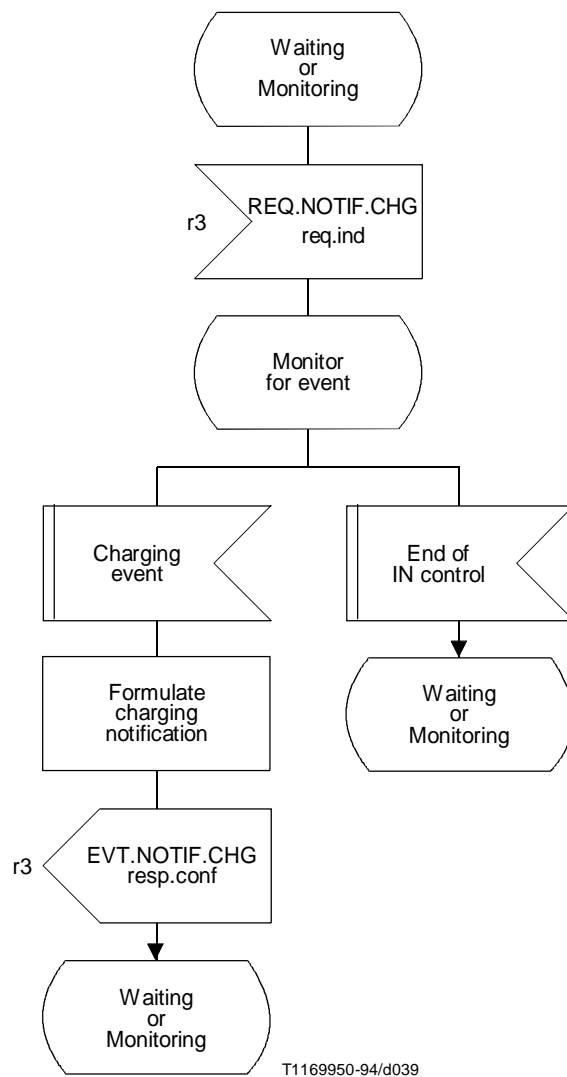 Waiting
or
Monitoring
r3
REQ.NOTIF.CHG
req.ind
Monitor
for event
Charging
event
End of
IN control
Formulate
charging
notification
Waiting
or
Monitoring
r3
EVT.NOTIF.CHG
resp.conf
Waiting
or
Monitoring
T1169950-94/d039